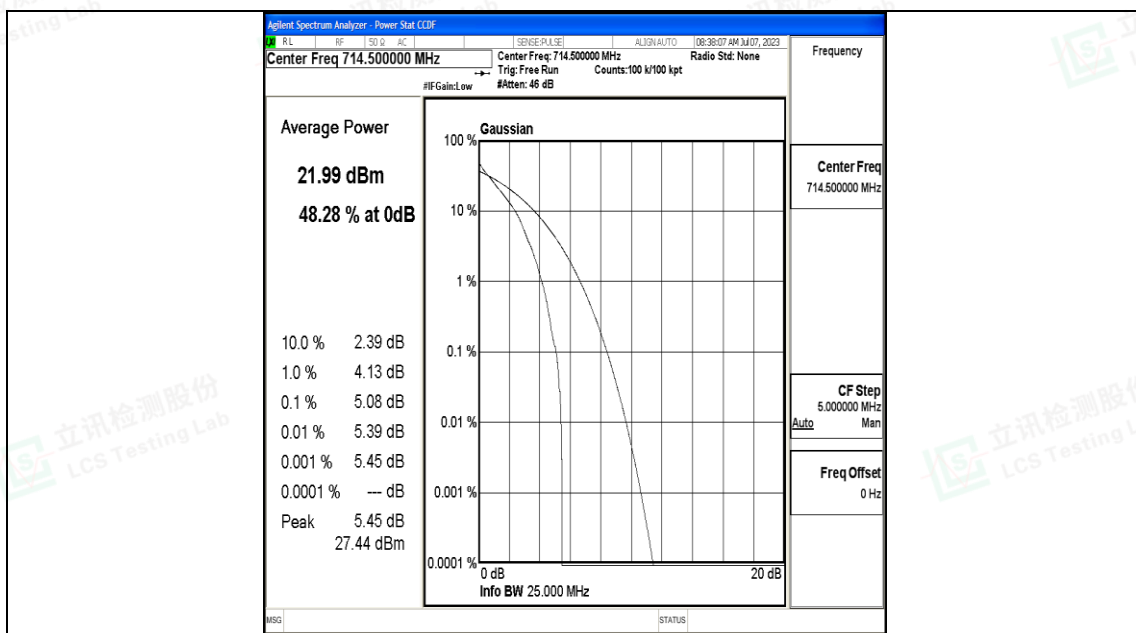 Agilent Spectrum Analyzer - Power Stat CCDF
LXI RL RF 50 Ω AC SENSE:PULSE ALIGNAUTO 08:38:07 AM Jul 07, 2023
Center Freq 714.500000 MHz
Center Freq: 714.500000 MHz Radio Std: None
Trig: Free Run Counts:100 k/100 kpt
#IFGain:Low #Atten: 46 dB
Frequency
Average Power
21.99 dBm
48.28 % at 0dB
10.0 % 2.39 dB
1.0 % 4.13 dB
0.1 % 5.08 dB
0.01 % 5.39 dB
0.001 % 5.45 dB
0.0001 % --- dB
Peak 5.45 dB
27.44 dBm
Gaussian
100 %
10 %
1 %
0.1 %
0.01 %
0.001 %
0.0001 %
0 dB 20 dB
Info BW 25.000 MHz
Center Freq
714.500000 MHz
CF Step
5.000000 MHz
Auto Man
Freq Offset
0 Hz
MSG STATUS
立讯检测股份
LCS Testing Lab
立讯检测股份
LCS Testing L
sting Lab
LCS